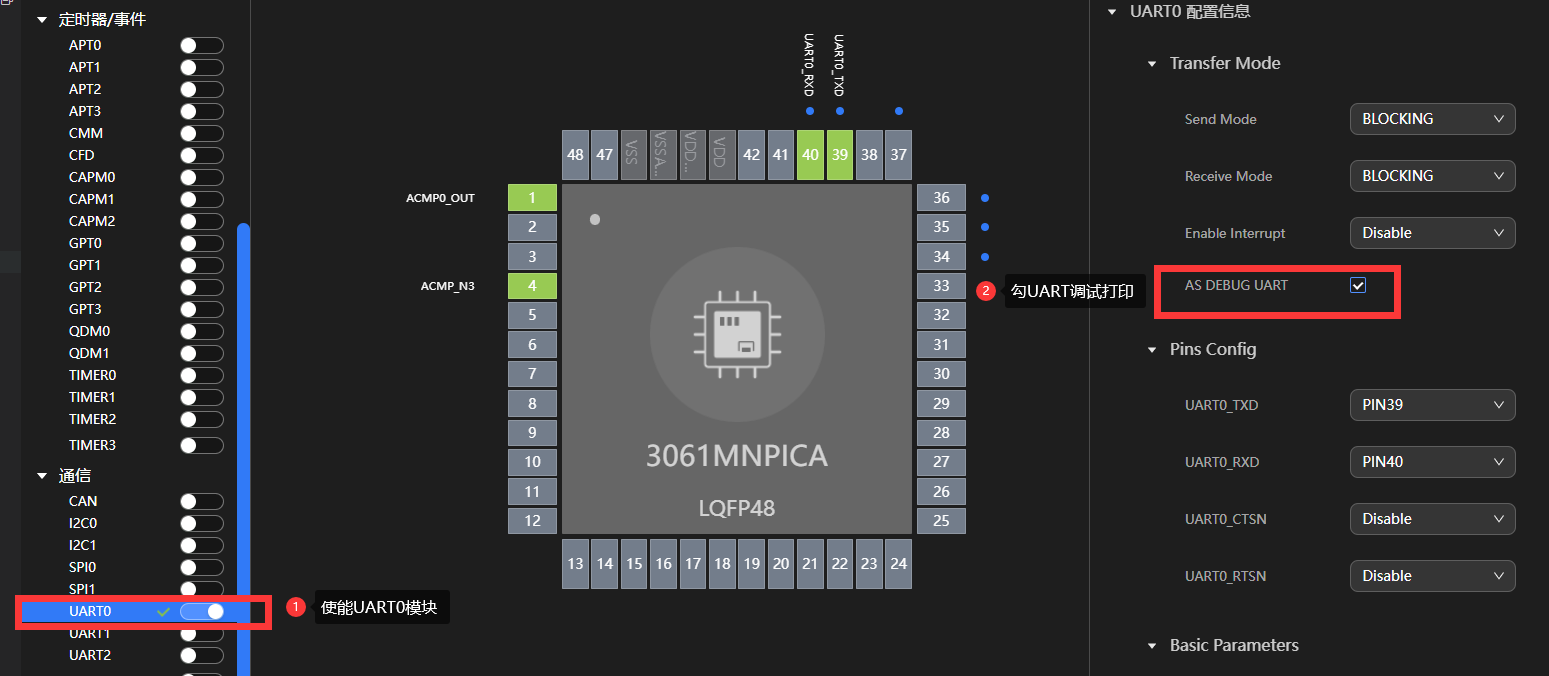 定时器/事件
APT0
APT1
APT2
APT3
CMM
CFD
CAPM0
CAPM1
CAPM2
GPT0
GPT1
GPT2
GPT3
QDM0
QDM1
TIMER0
TIMER1
TIMER2
TIMER3
通信
CAN
I2C0
I2C1
SPI0
SPI1
UART0
UART1
UART2
1 使能UART0模块
UART0_RXD
UART0_TXD
48 47 VSS VSSA... VDD... VDD 42 41 40 39 38 37
ACMP0_OUT 1
2
3
ACMP_N3 4
5
6
7
8
9
10
11
12
3061MNPICA
LQFP48
36
35
34
33
32
31
30
29
28
27
26
25
13 14 15 16 17 18 19 20 21 22 23 24
2 勾UART调试打印
UART0 配置信息
Transfer Mode
Send Mode BLOCKING
Receive Mode BLOCKING
Enable Interrupt Disable
AS DEBUG UART
Pins Config
UART0_TXD PIN39
UART0_RXD PIN40
UART0_CTSN Disable
UART0_RTSN Disable
Basic Parameters